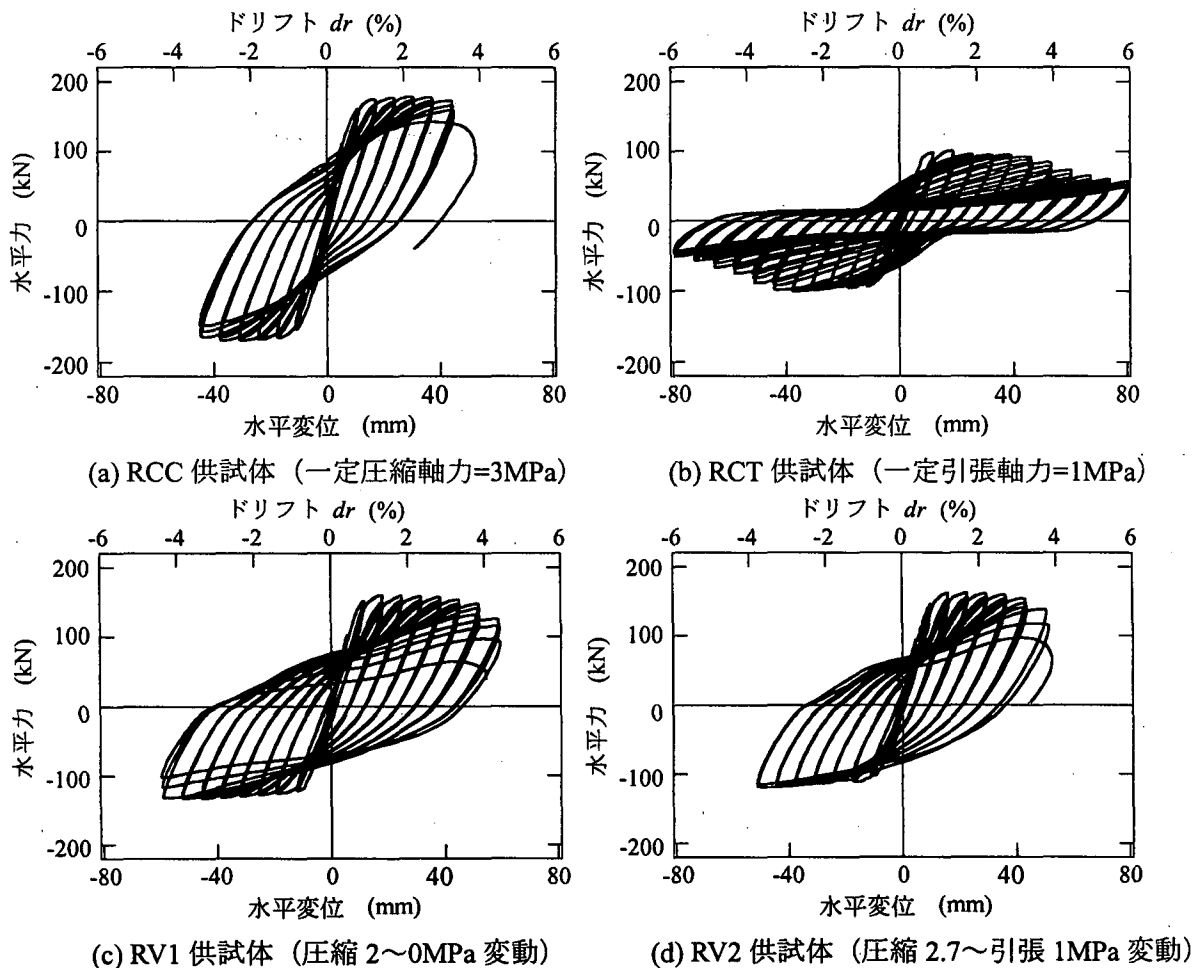 ドリフト dr (%)
-6 -4 -2 0 2 4 6
200
100
0
-100
-200
水平力 (kN)
-80 -40 0 40 80
水平変位 (mm)
(a) RCC 供試体（一定圧縮軸力=3MPa）
ドリフト dr (%)
-6 -4 -2 0 2 4 6
200
100
0
-100
-200
水平力 (kN)
-80 -40 0 40 80
水平変位 (mm)
(b) RCT 供試体（一定引張軸力=1MPa）
ドリフト dr (%)
-6 -4 -2 0 2 4 6
200
100
0
-100
-200
水平力 (kN)
-80 -40 0 40 80
水平変位 (mm)
(c) RV1 供試体（圧縮 2～0MPa 変動）
ドリフト dr (%)
-6 -4 -2 0 2 4 6
200
100
0
-100
-200
水平力 (kN)
-80 -40 0 40 80
水平変位 (mm)
(d) RV2 供試体（圧縮 2.7～引張 1MPa 変動）